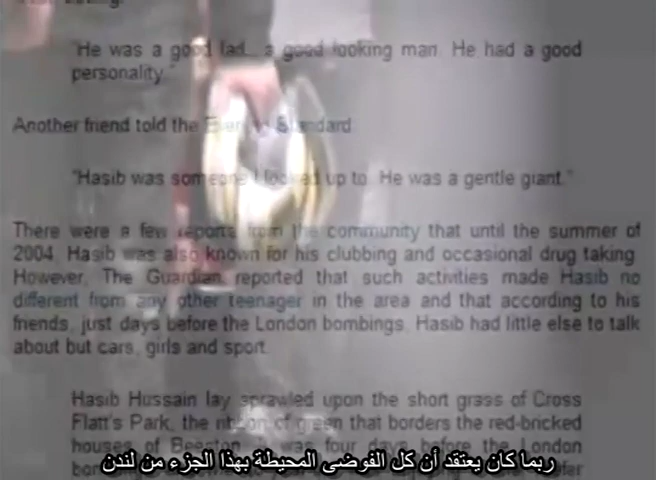 "He was a good lad... a good looking man. He had a good
personality."
Another friend told the Evening Standard:
"Hasib was someone I looked up to. He was a gentle giant."
There were a few reports from the community that until the summer of
2004, Hasib was also known for his clubbing and occasional drug taking.
However, The Guardian reported that such activities made Hasib no
different from any other teenager in the area and that according to his
friends, just days before the London bombings, Hasib had little else to talk
about but cars, girls and sport.
Hasib Hussain lay sprawled upon the short grass of Cross
Flatt's Park, the ribbon of green that borders the red-bricked
houses of Beeston. It was four days before the London
ربما كان يعتقد أن كل الفوضى المحيطة بهذا الجزء من لندن